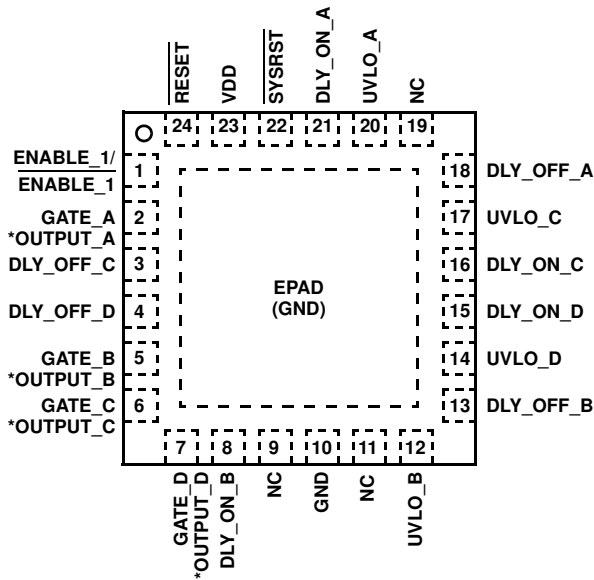 RESET
VDD
SYSRST
DLY_ON_A
UVLO_A
NC
24
23
22
21
20
19
ENABLE_1/
ENABLE_1
1
18
DLY_OFF_A
GATE_A
*OUTPUT_A
2
17
UVLO_C
DLY_OFF_C
3
16
DLY_ON_C
EPAD
(GND)
DLY_OFF_D
4
15
DLY_ON_D
GATE_B
*OUTPUT_B
5
14
UVLO_D
GATE_C
*OUTPUT_C
6
13
DLY_OFF_B
7
8
9
10
11
12
GATE_D
*OUTPUT_D
DLY_ON_B
NC
GND
NC
UVLO_B